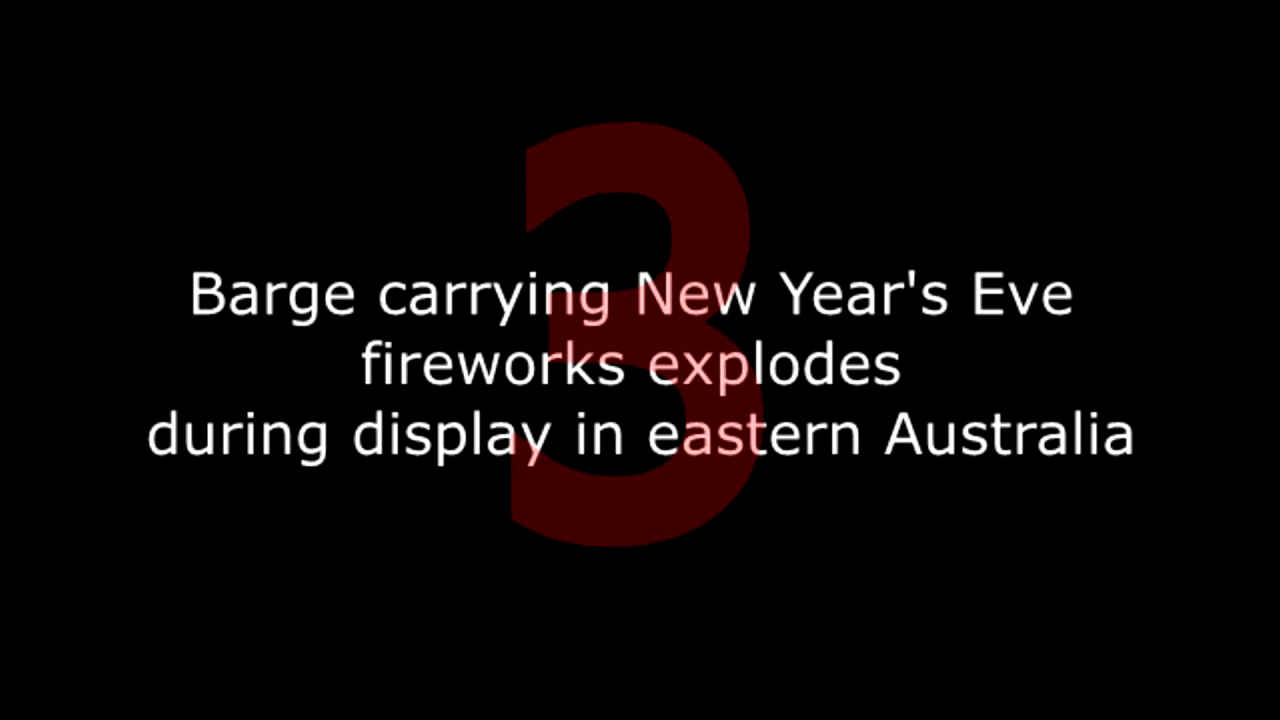 3
Barge carrying New Year's Eve
fireworks explodes
during display in eastern Australia